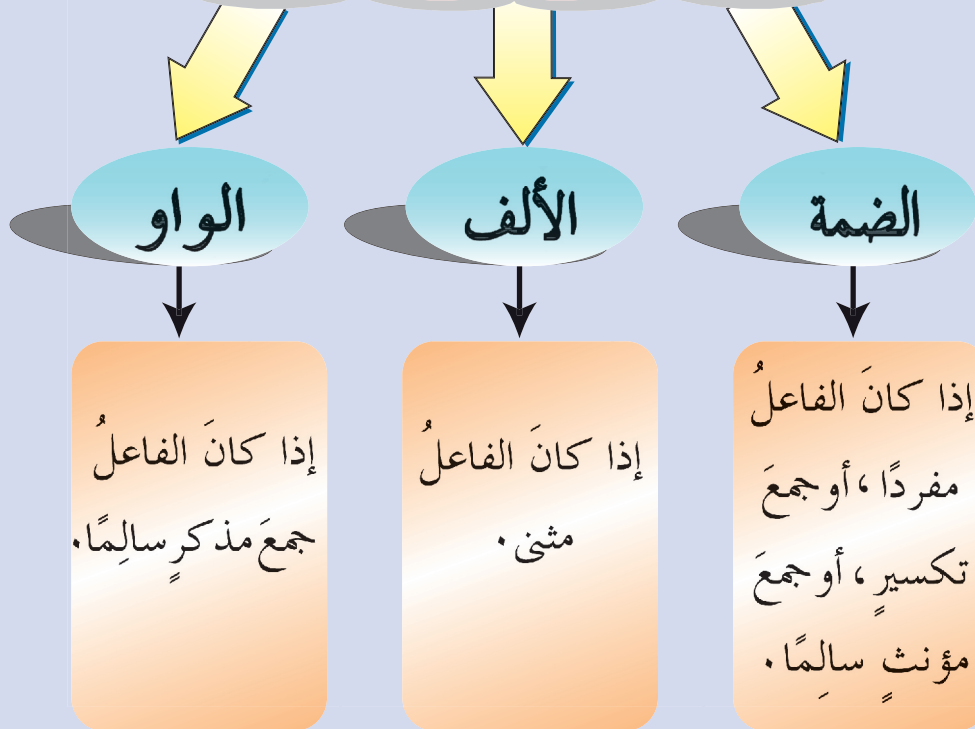 الضمة
إذا كانَ الفاعلُ
مفردًا ، أو جمعَ
تكسيرٍ ، أو جمعَ
مؤنثٍ سالِمًا .
الألف
إذا كانَ الفاعلُ
مثنى .
الواو
إذا كانَ الفاعلُ
جمعَ مذكرٍ سالِمًا .